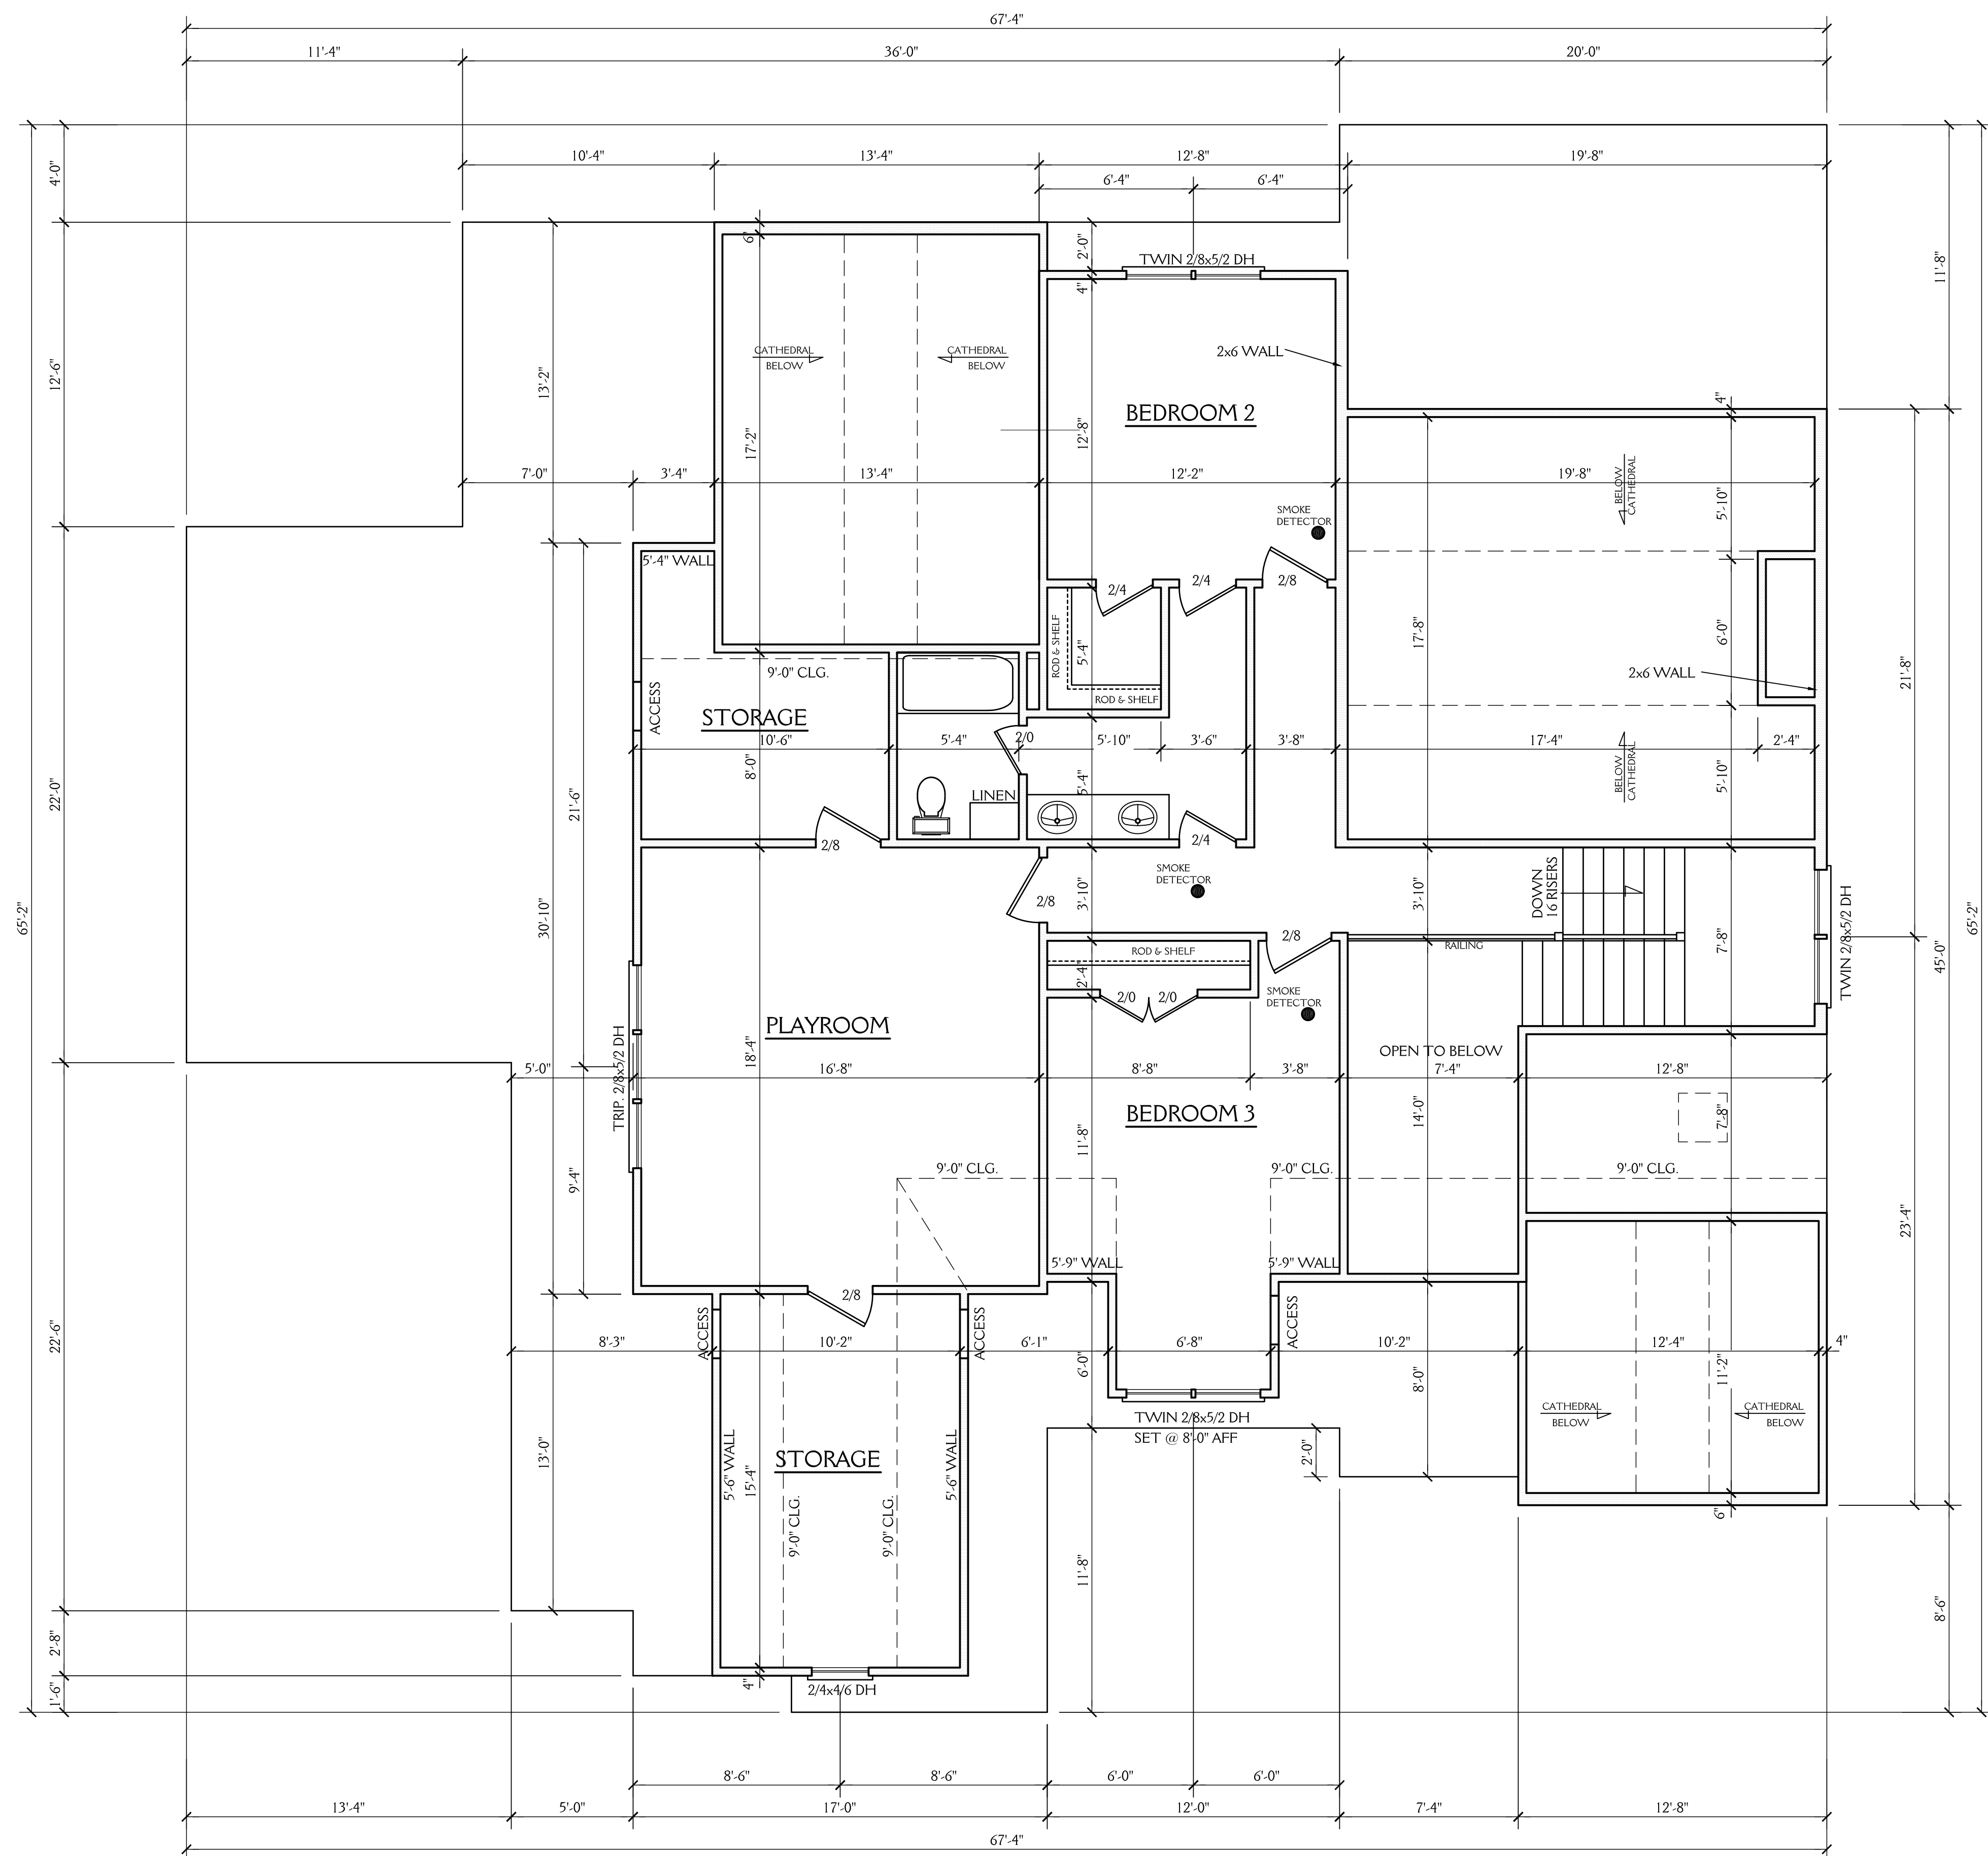 67'-4"
11'-4"
36'-0"
20'-0"
10'-4"
13'-4"
12'-8"
19'-8"
6'-4"
6'-4"
4'-0"
12'-6"
22'-0"
22'-6"
2'-8"
1'-6"
65'-2"
13'-2"
21'-6"
30'-10"
9'-4"
13'-0"
6"
2'-0"
4"
TWIN 2/8x5/2 DH
2x6 WALL
CATHEDRAL
BELOW
CATHEDRAL
BELOW
BEDROOM 2
17'-2"
12'-8"
7'-0"
3'-4"
13'-4"
12'-2"
19'-8"
4"
11'-8"
BELOW
CATHEDRAL
5'-10"
SMOKE
DETECTOR
5'-4" WALL
2/4
2/4
2/8
ROD & SHELF
5'-4"
ROD & SHELF
17'-8"
6'-0"
2x6 WALL
21'-8"
9'-0" CLG.
ACCESS
STORAGE
10'-6"
5'-4"
2/0
5'-10"
3'-6"
3'-8"
17'-4"
2'-4"
8'-0"
5'-4"
BELOW
CATHEDRAL
5'-10"
LINEN
2/8
2/4
SMOKE
DETECTOR
2/8
3'-10"
3'-10"
DOWN
16 RISERS
2/8
RAILING
7'-8"
TWIN 2/8x5/2 DH
ROD & SHELF
2'-4"
2/0
2/0
SMOKE
DETECTOR
PLAYROOM
TRIP. 2/8x5/2 DH
18'-4"
OPEN TO BELOW
5'-0"
16'-8"
8'-8"
3'-8"
7'-4"
12'-8"
BEDROOM 3
11'-8"
14'-0"
7'-8"
9'-0" CLG.
9'-0" CLG.
9'-0" CLG.
45'-0"
65'-2"
23'-4"
5'-9" WALL
5'-9" WALL
2/8
ACCESS
ACCESS
ACCESS
8'-3"
10'-2"
6'-1"
6'-8"
10'-2"
12'-4"
4"
6'-0"
8'-0"
11'-2"
CATHEDRAL
BELOW
CATHEDRAL
BELOW
TWIN 2/8x5/2 DH
SET @ 8'-0" AFF
2'-0"
STORAGE
5'-6" WALL
15'-4"
5'-6" WALL
9'-0" CLG.
9'-0" CLG.
6"
11'-8"
8'-6"
4"
2/4x4/6 DH
8'-6"
8'-6"
6'-0"
6'-0"
13'-4"
5'-0"
17'-0"
12'-0"
7'-4"
12'-8"
67'-4"